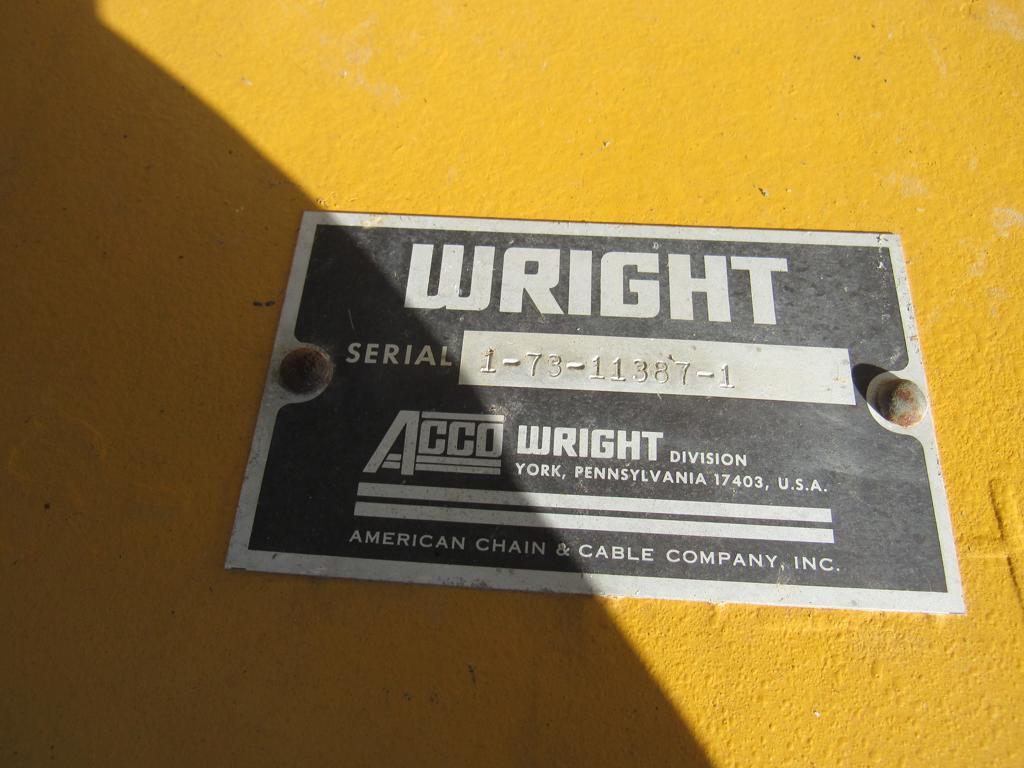 WRIGHT
SERIAL 1-73-11387-1
ACCO WRIGHT DIVISION
YORK, PENNSYLVANIA 17403, U.S.A.
AMERICAN CHAIN & CABLE COMPANY, INC.